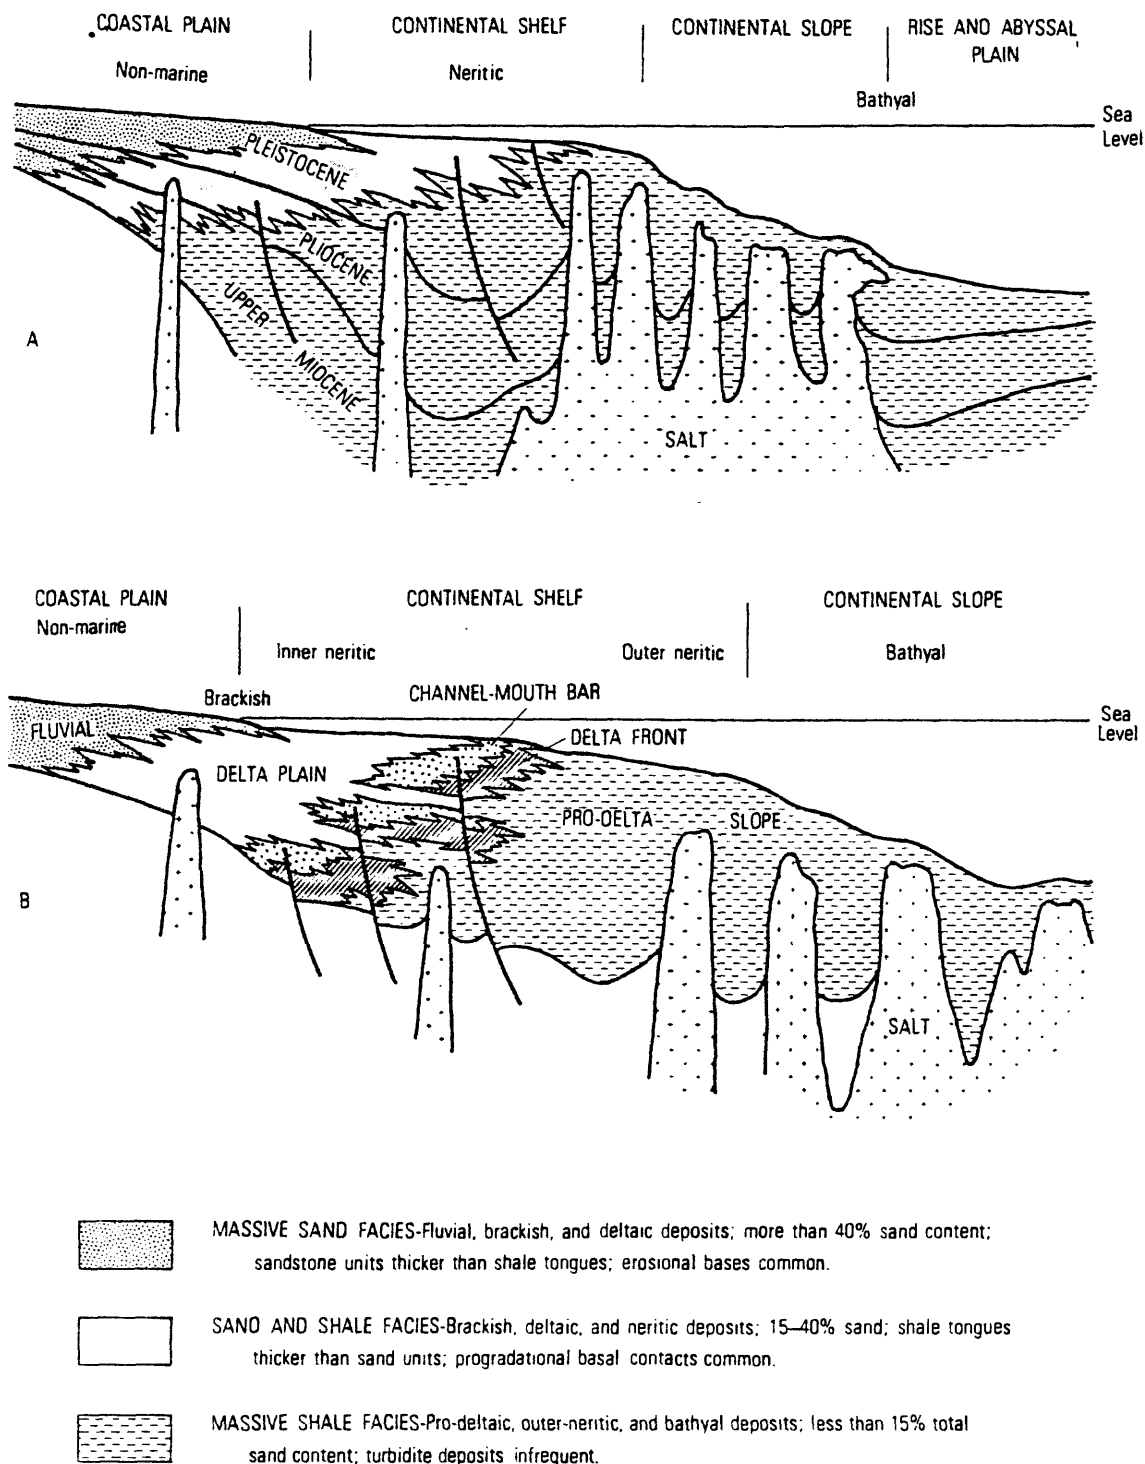 COASTAL PLAIN
CONTINENTAL SHELF
CONTINENTAL SLOPE
RISE AND ABYSSAL
PLAIN
Non-marine
Neritic
Bathyal
Sea
Level
PLEISTOCENE
PLIOCENE
UPPER
MIOCENE
A
SALT
COASTAL PLAIN
CONTINENTAL SHELF
CONTINENTAL SLOPE
Non-marine
Inner neritic
Outer neritic
Bathyal
Brackish
CHANNEL-MOUTH BAR
Sea
Level
FLUVIAL
DELTA FRONT
DELTA PLAIN
PRO-DELTA
SLOPE
B
SALT
MASSIVE SAND FACIES-Fluvial, brackish, and deltaic deposits; more than 40% sand content;
sandstone units thicker than shale tongues; erosional bases common.
SANO AND SHALE FACIES-Brackish, deltaic, and neritic deposits; 15-40% sand; shale tongues
thicker than sand units; progradational basal contacts common.
MASSIVE SHALE FACIES-Pro-deltaic, outer-neritic, and bathyal deposits; less than 15% total
sand content; turbidite deposits infrequent.